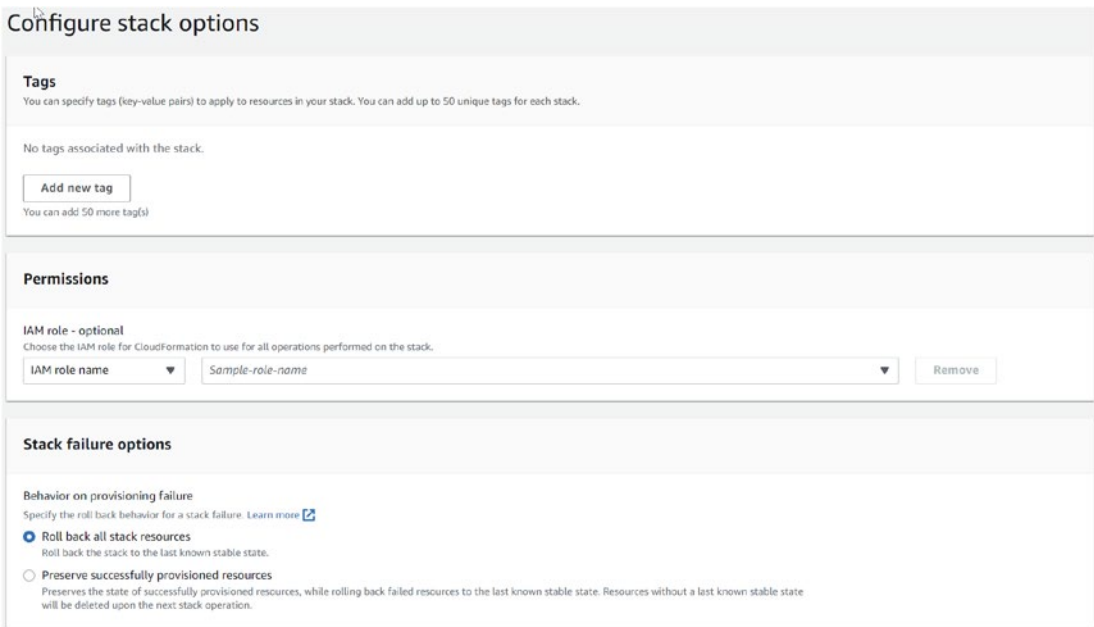 Configure stack options
Tags
You can specify tags (key-value pairs) to apply to resources in your stack. You can add up to 50 unique tags for each stack.
No tags associated with the stack.
Add new tag
You can add 50 more tag(s)
Permissions
IAM role - optional
Choose the IAM role for CloudFormation to use for all operations performed on the stack.
IAM role name
Sample-role-name
Remove
Stack failure options
Behavior on provisioning failure
Specify the roll back behavior for a stack failure. Learn more
Roll back all stack resources
Roll back the stack to the last known stable state.
Preserve successfully provisioned resources
Preserves the state of successfully provisioned resources, while rolling back failed resources to the last known stable state. Resources without a last known stable state
will be deleted upon the next stack operation.